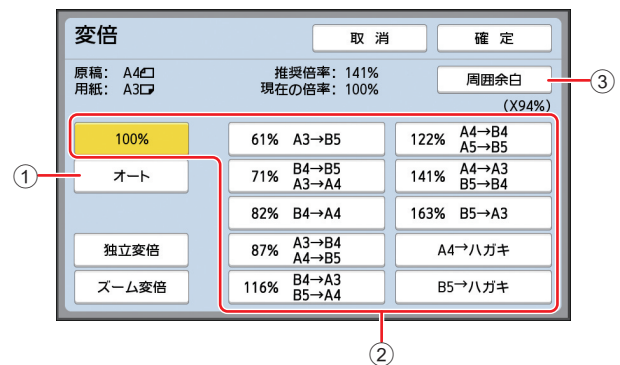 変倍
取 消
確 定
原稿： A4
用紙： A3
推奨倍率： 141%
現在の倍率： 100%
周囲余白
(X94%)
③
100%
61% A3→B5
122% A4→B4
A5→B5
①
オート
71% B4→B5
A3→A4
141% A4→A3
B5→B4
82% B4→A4
163% B5→A3
独立変倍
87% A3→B4
A4→B5
A4→ハガキ
ズーム変倍
116% B4→A3
B5→A4
B5→ハガキ
②